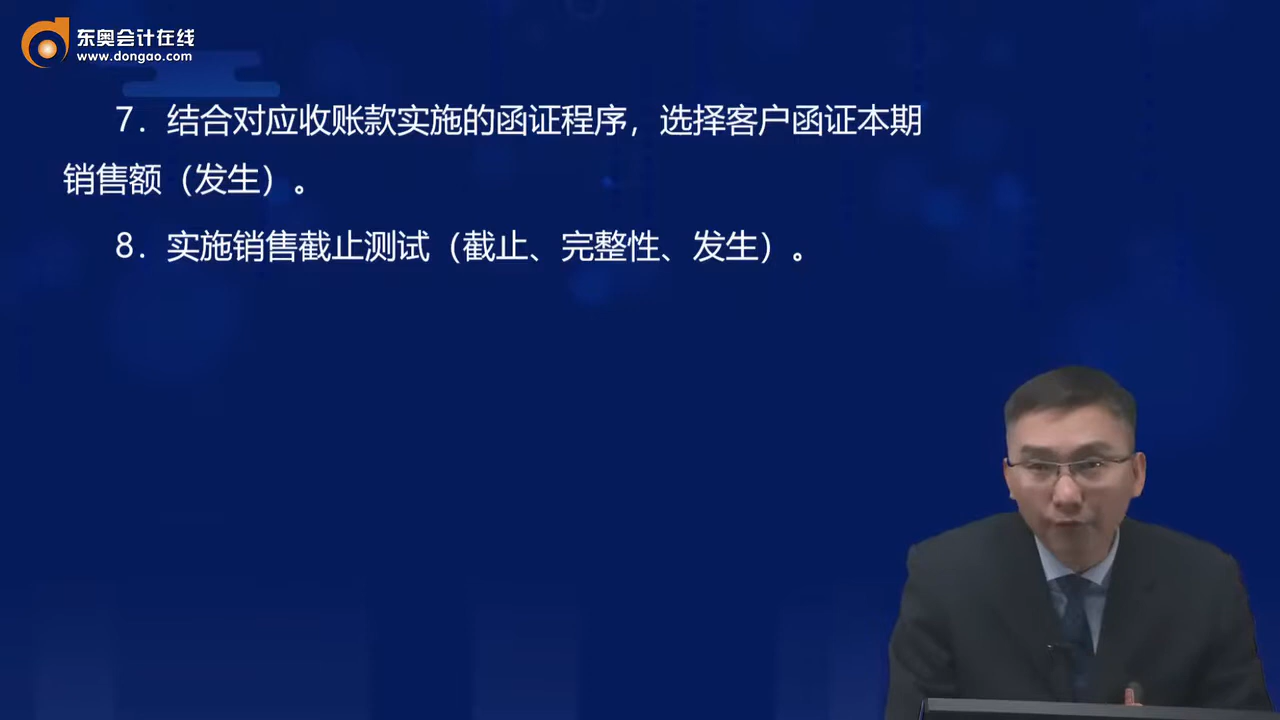 东奥会计在线
www.dongao.com
7. 结合对应收账款实施的函证程序，选择客户函证本期
销售额（发生）。
8. 实施销售截止测试（截止、完整性、发生）。